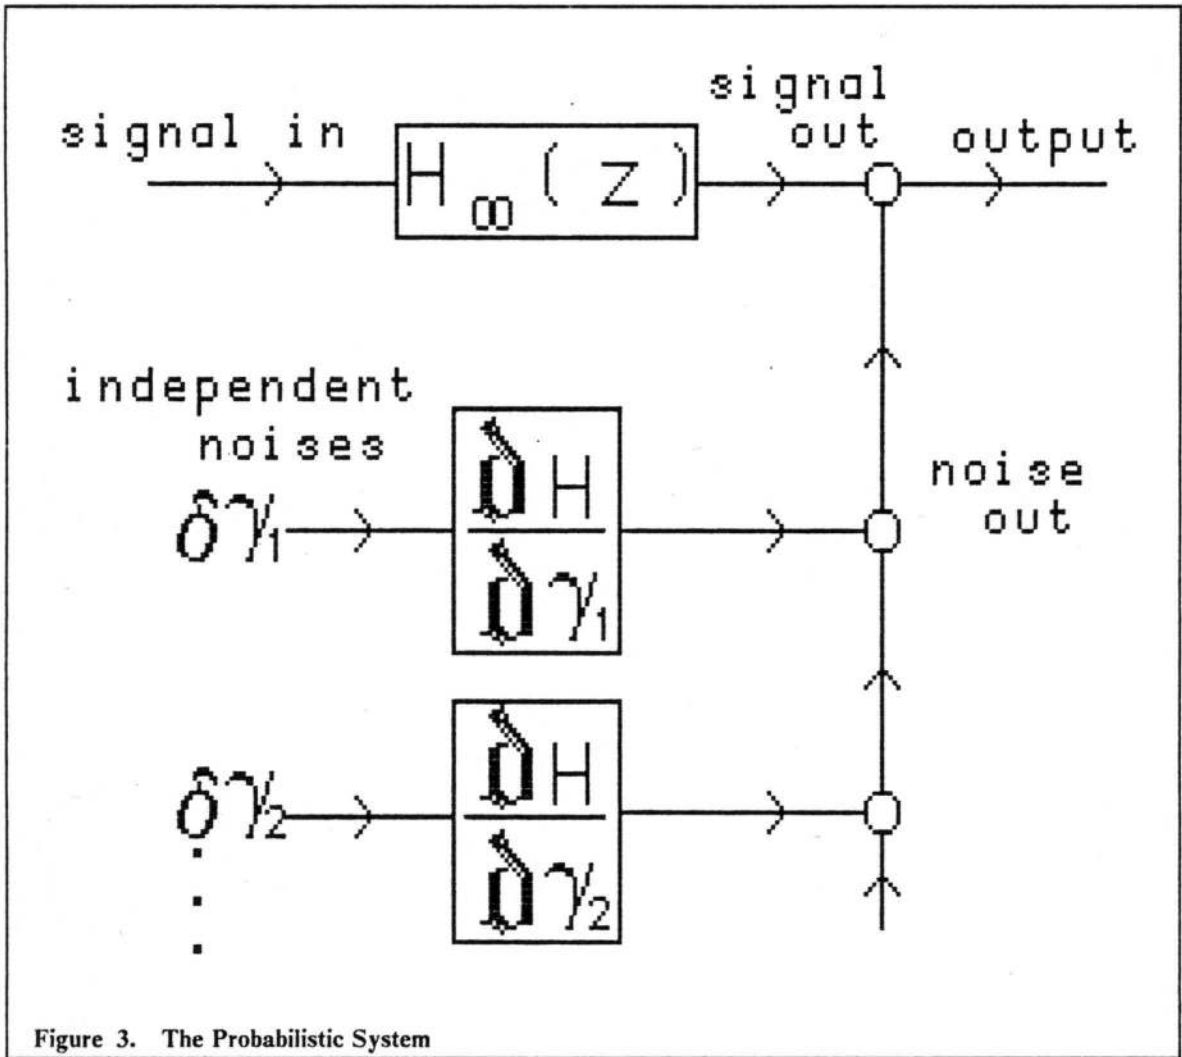 signal in
H∞(Z)
signal
out
output
independent
noises
δγ1
∂H
∂γ1
noise
out
δγ2
∂H
∂γ2
Figure 3. The Probabilistic System